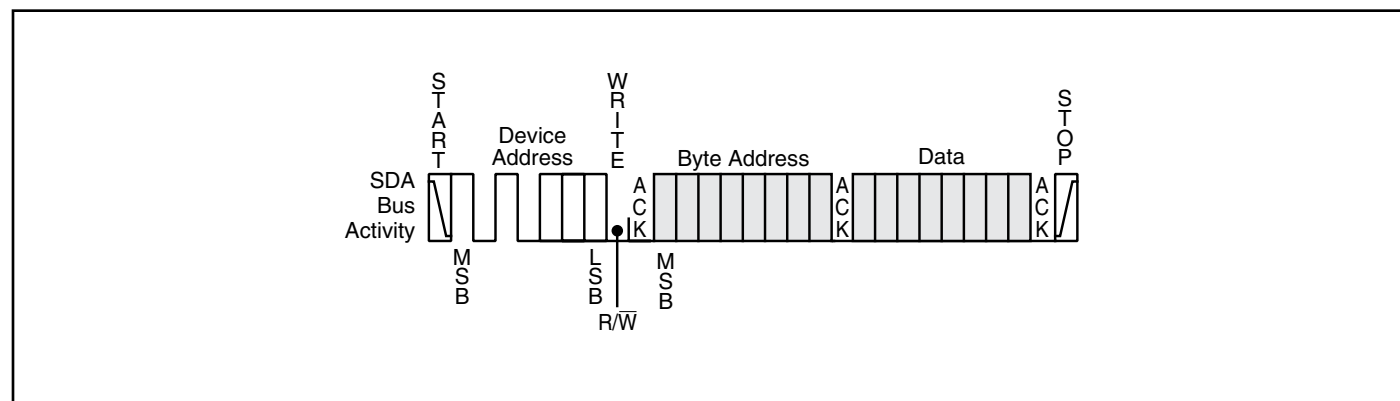 START
WRITE
STOP
Device
Address
Byte Address
Data
SDA
Bus
Activity
ACK
ACK
ACK
MSB
LSB
MSB
R/W̅